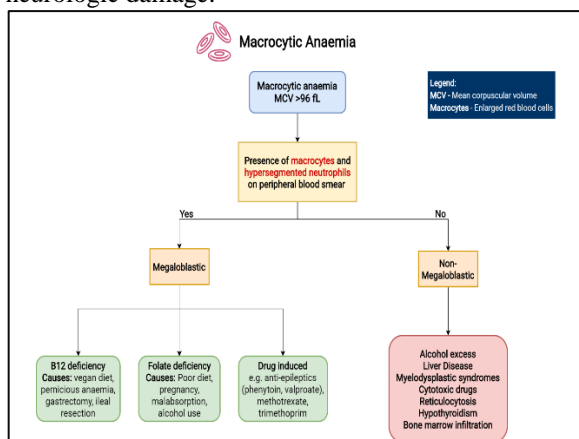 neurologic damage.
Macrocytic Anaemia
Macrocytic anaemia
MCV >96 fL
Legend:
MCV - Mean corpuscular volume
Macrocytes - Enlarged red blood cells
Presence of macrocytes and
hypersegmented neutrophils
on peripheral blood smear
Yes
No
Megaloblastic
Non-
Megaloblastic
B12 deficiency
Causes: vegan diet,
pernicious anaemia,
gastrectomy, ileal
resection
Folate deficiency
Causes: Poor diet,
pregnancy,
malabsorption,
alcohol use
Drug induced
e.g. anti-epileptics
(phenytoin, valproate),
methotrexate,
trimethoprim
Alcohol excess
Liver Disease
Myelodysplastic syndromes
Cytotoxic drugs
Reticulocytosis
Hypothyroidism
Bone marrow infiltration